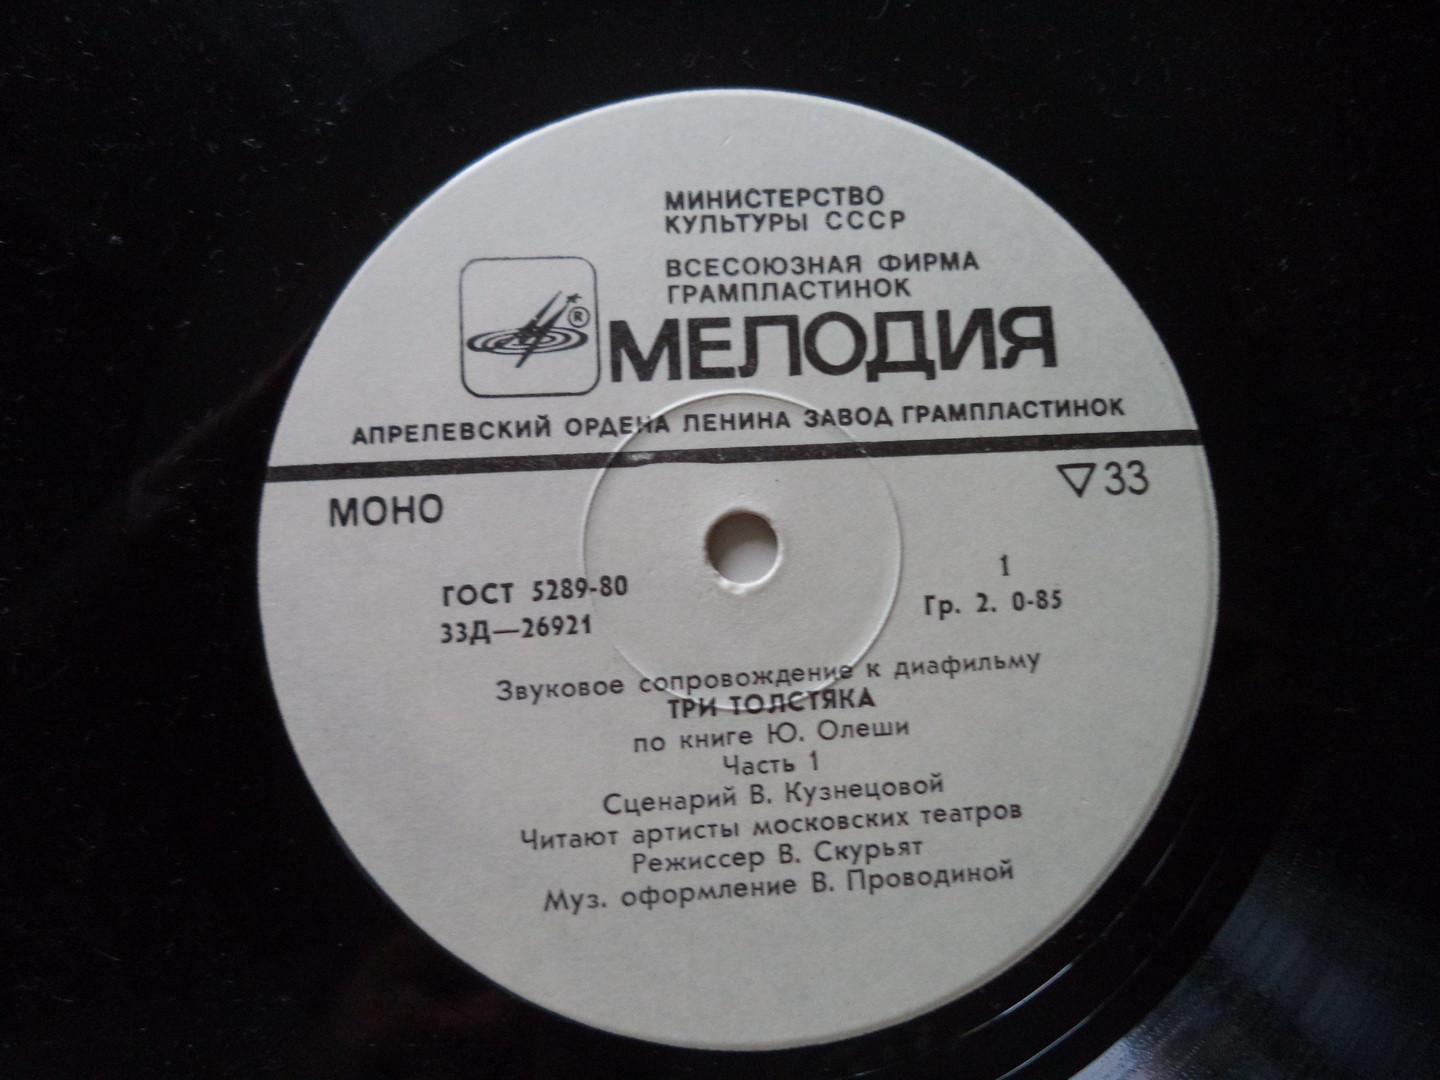 МИНИСТЕРСТВО
КУЛЬТУРЫ СССР
ВСЕСОЮЗНАЯ ФИРМА
ГРАМПЛАСТИНОК
®
МЕЛОДИЯ
АПРЕЛЕВСКИЙ ОРДЕНА ЛЕНИНА ЗАВОД ГРАМПЛАСТИНОК
МОНО
▽33
ГОСТ 5289-80
1
33Д—26921
Гр. 2. 0-85
Звуковое сопровождение к диафильму
ТРИ ТОЛСТЯКА
по книге Ю. Олеши
Часть 1
Сценарий В. Кузнецовой
Читают артисты московских театров
Режиссер В. Скурьят
Муз. оформление В. Проводиной